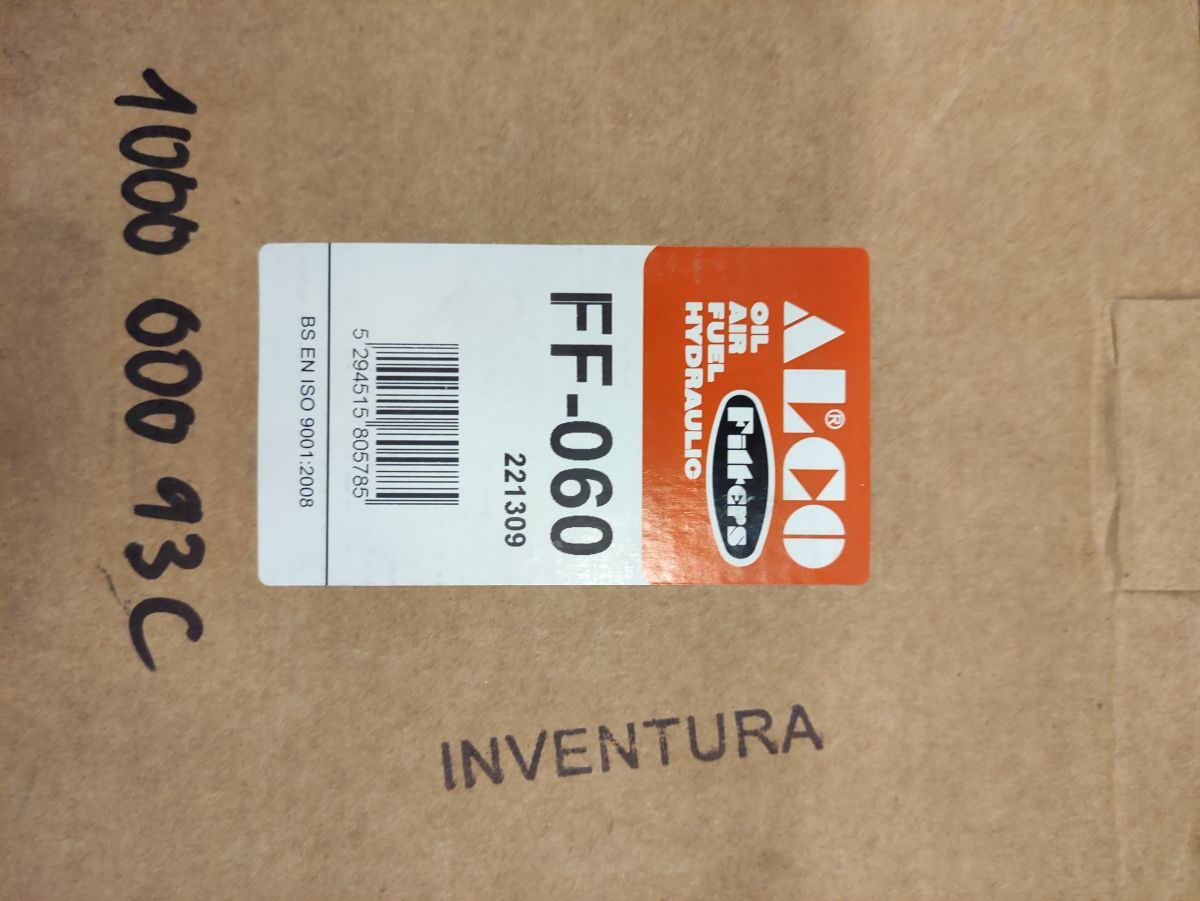 ALCO®
Filters
OIL
AIR
FUEL
HYDRAULIC
FF-060
221309
5 294515 805785
BS EN ISO 9001:2008
1000 600 93C
INVENTURA